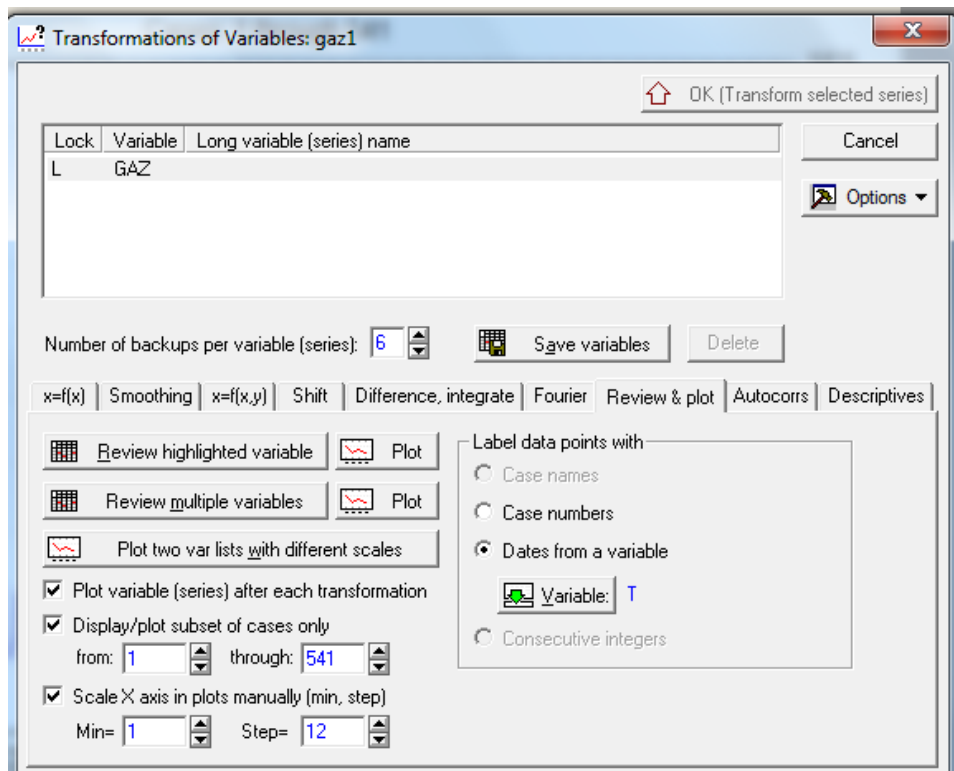 Transformations of Variables: gaz1
OK (Transform selected series)
Lock Variable Long variable (series) name
L GAZ
Cancel
Options
Number of backups per variable (series): 6 Save variables Delete
x=f(x) Smoothing x=f(x,y) Shift Difference, integrate Fourier Review & plot Autocorrs Descriptives
Review highlighted variable Plot
Review multiple variables Plot
Plot two var lists with different scales
Plot variable (series) after each transformation
Display/plot subset of cases only
from: 1 through: 541
Scale X axis in plots manually (min, step)
Min= 1 Step= 12
Label data points with
Case names
Case numbers
Dates from a variable
Variable: T
Consecutive integers